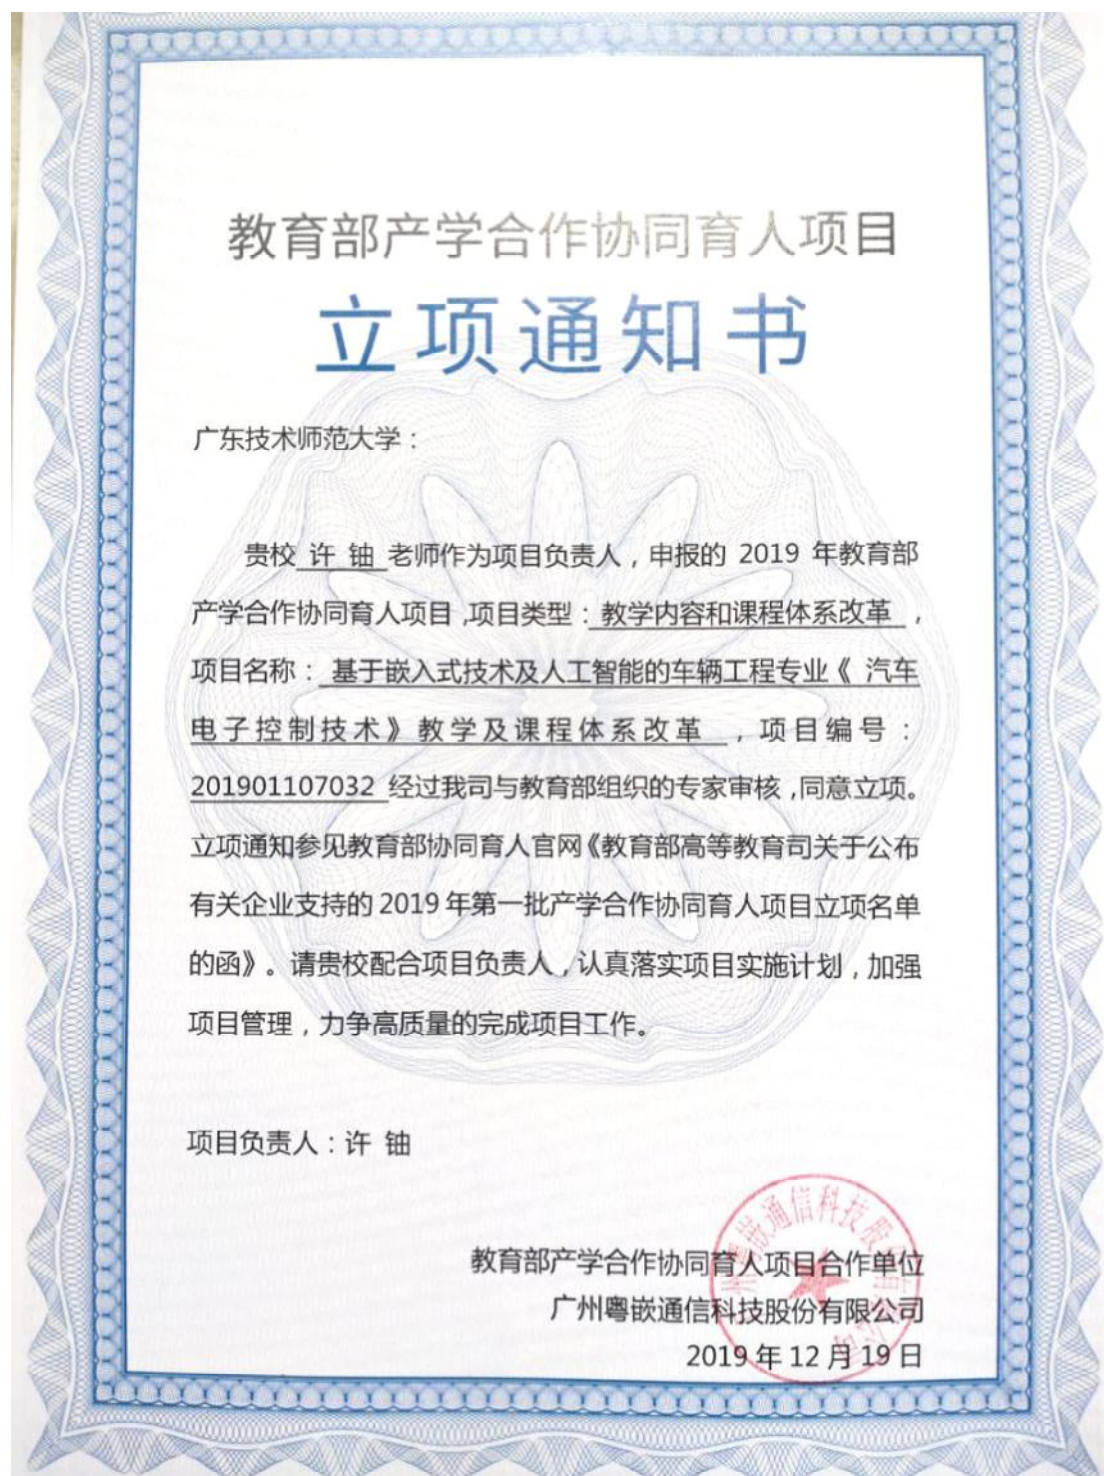 教育部产学合作协同育人项目
立项通知书
广东技术师范大学：
贵校 许 铀 老师作为项目负责人，申报的 2019 年教育部
产学合作协同育人项目，项目类型：教学内容和课程体系改革，
项目名称：基于嵌入式技术及人工智能的车辆工程专业《 汽车
电子控制技术》教学及课程体系改革，项目编号：
201901107032 经过我司与教育部组织的专家审核，同意立项。
立项通知参见教育部协同育人官网《教育部高等教育司关于公布
有关企业支持的 2019 年第一批产学合作协同育人项目立项名单
的函》。请贵校配合项目负责人，认真落实项目实施计划，加强
项目管理，力争高质量的完成项目工作。
项目负责人：许 铀
教育部产学合作协同育人项目合作单位
广州粤嵌通信科技股份有限公司
2019 年 12 月 19 日
广州粤嵌通信科技股份有限公司